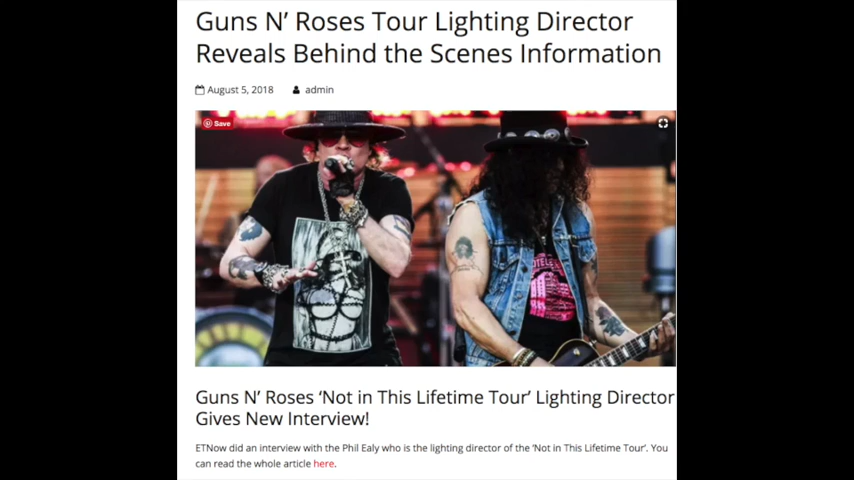 Guns N’ Roses Tour Lighting Director
Reveals Behind the Scenes Information
August 5, 2018 admin
Save
Guns N’ Roses ‘Not in This Lifetime Tour’ Lighting Director
Gives New Interview!
ETNow did an interview with the Phil Ealy who is the lighting director of the ‘Not in This Lifetime Tour’. You
can read the whole article here.